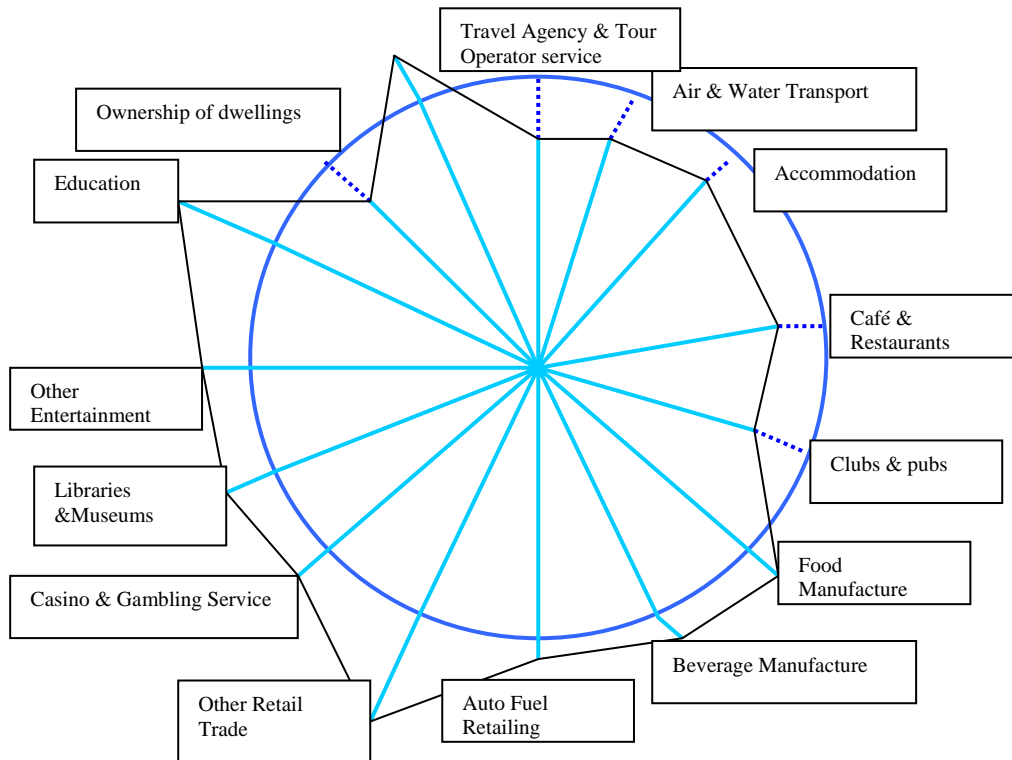 Travel Agency & Tour
Operator service
Air & Water Transport
Ownership of dwellings
Accommodation
Education
Café &
Restaurants
Other
Entertainment
Clubs & pubs
Libraries
&Museums
Food
Manufacture
Casino & Gambling Service
Beverage Manufacture
Other Retail
Trade
Auto Fuel
Retailing